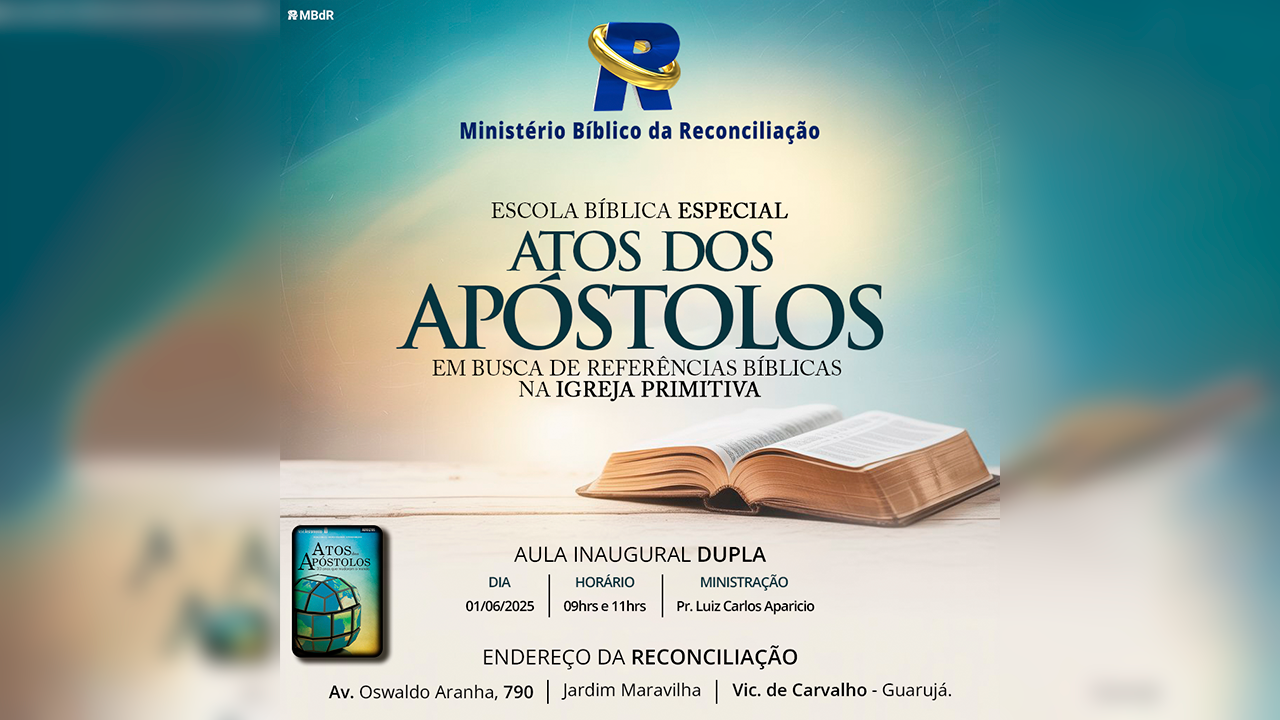 MBdR
Ministério Bíblico da Reconciliação
ESCOLA BÍBLICA ESPECIAL
ATOS DOS
APÓSTOLOS
EM BUSCA DE REFERÊNCIAS BÍBLICAS
NA IGREJA PRIMITIVA
ATOS dos
APÓSTOLOS
AULA INAUGURAL DUPLA
DIA
HORÁRIO
MINISTRAÇÃO
01/06/2025
09hrs e 11hrs
Pr. Luiz Carlos Aparicio
ENDEREÇO DA RECONCILIAÇÃO
Av. Oswaldo Aranha, 790 | Jardim Maravilha | Vic. de Carvalho - Guarujá.